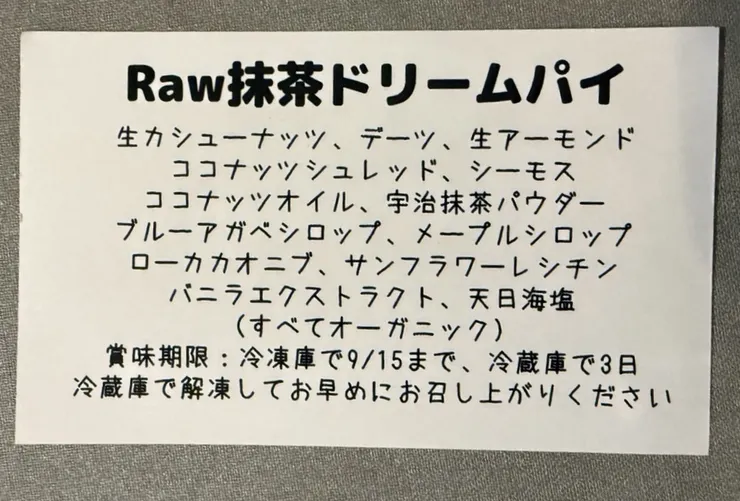 Raw抹茶ドリームパイ
生カシューナッツ、デーツ、生アーモンド
ココナッツシュレッド、シーモス
ココナッツオイル、宇治抹茶パウダー
ブルーアガベシロップ、メープルシロップ
ローカカオニブ、サンフラワーレシチン
バニラエクストラクト、天日海塩
(すべてオーガニック)
賞味期限：冷凍庫で9/15まで、冷蔵庫で3日
冷蔵庫で解凍してお早めにお召し上がりください